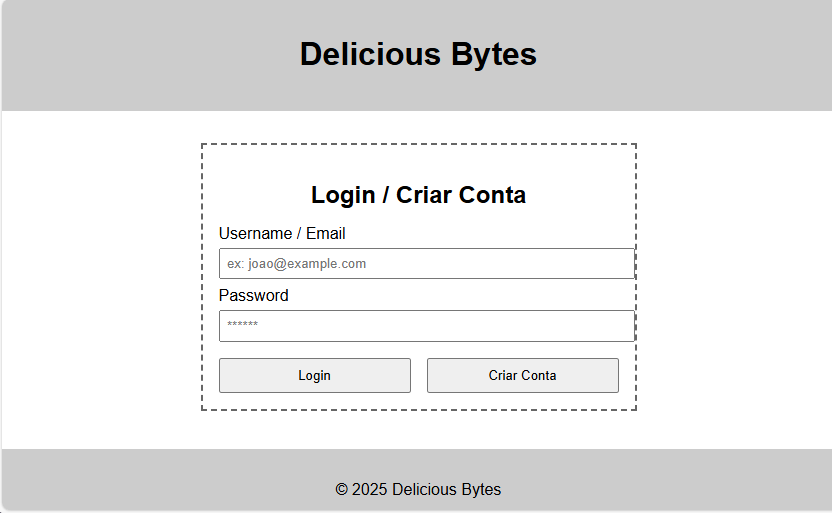 Delicious Bytes
Login / Criar Conta
Username / Email
ex: joao@example.com
Password
******
Login
Criar Conta
© 2025 Delicious Bytes